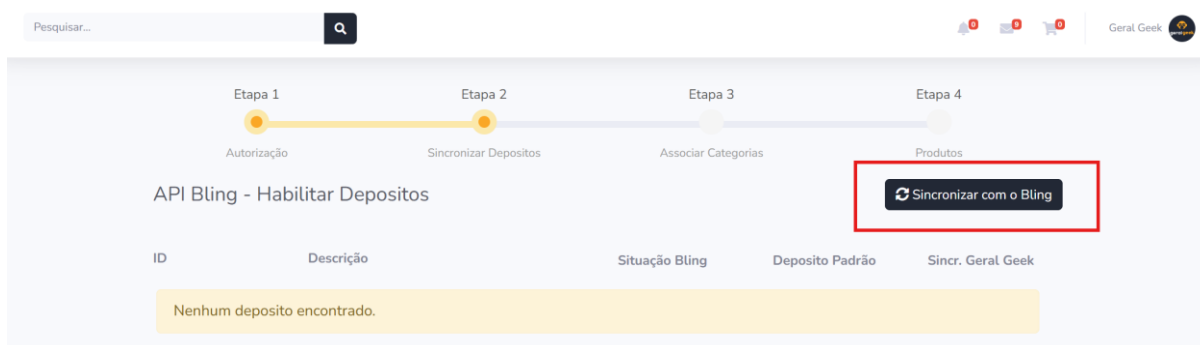 Pesquisar...
0 9 0 Geral Geek
Etapa 1 Etapa 2 Etapa 3 Etapa 4
Autorização Sincronizar Depositos Associar Categorias Produtos
API Bling - Habilitar Depositos
Sincronizar com o Bling
ID Descrição Situação Bling Deposito Padrão Sincr. Geral Geek
Nenhum deposito encontrado.